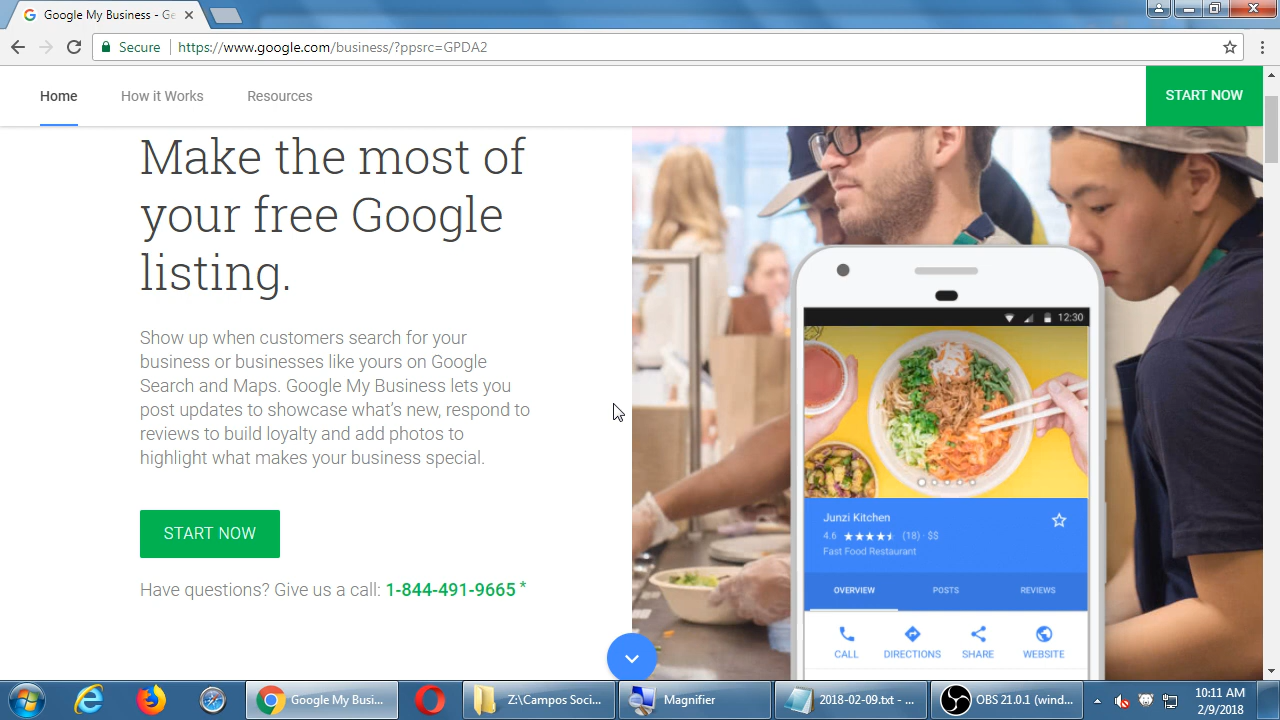 Google My Business - Ge
Secure
https://www.google.com/business/?ppsrc=GPDA2
Home
How it Works
Resources
START NOW
Make the most of
your free Google
listing.
Show up when customers search for your
business or businesses like yours on Google
Search and Maps. Google My Business lets you
post updates to showcase what's new, respond to
reviews to build loyalty and add photos to
highlight what makes your business special.
START NOW
Have questions? Give us a call: 1-844-491-9665 *
12:30
Junzi Kitchen
4.6 ★★★★★ (18) · $$
Fast Food Restaurant
OVERVIEW
POSTS
REVIEWS
CALL
DIRECTIONS
SHARE
WEBSITE
Google My Busi...
Z:\Campos Soci...
Magnifier
2018-02-09.txt - ...
OBS 21.0.1 (wind...
10:11 AM
2/9/2018